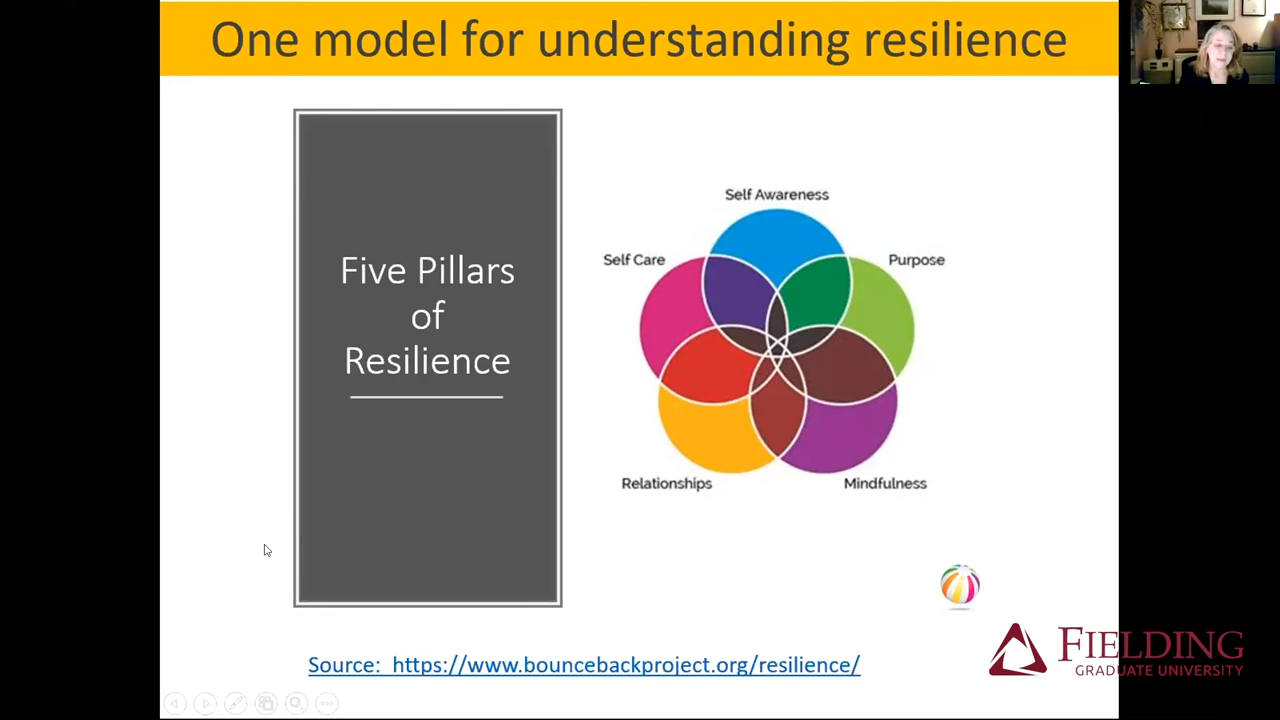 One model for understanding resilience
Five Pillars
of
Resilience
Self Awareness
Self Care
Purpose
Relationships
Mindfulness
Source:  https://www.bouncebackproject.org/resilience/
FIELDING
GRADUATE UNIVERSITY